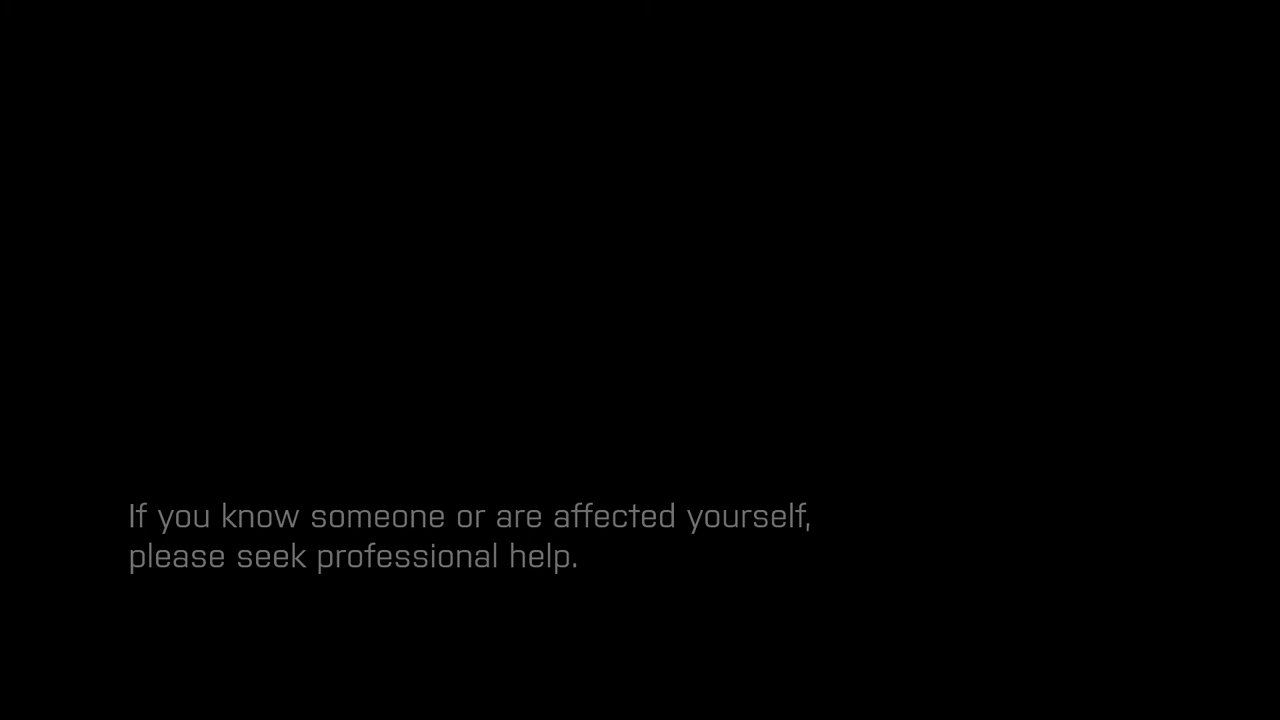 If you know someone or are affected yourself,
please seek professional help.